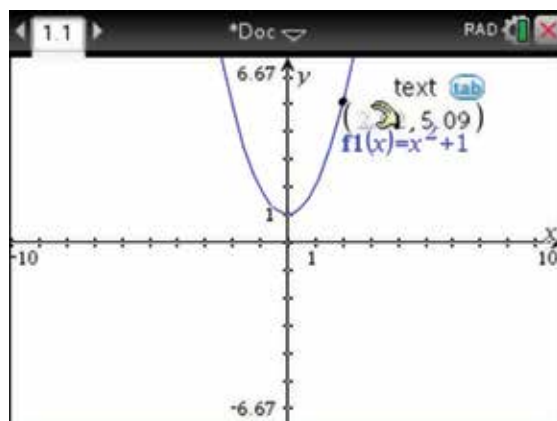 1.1 *Doc RAD
6.67 y
text tab
5.09)
f1(x)=x²+1
1
x
-10 1 10
-6.67